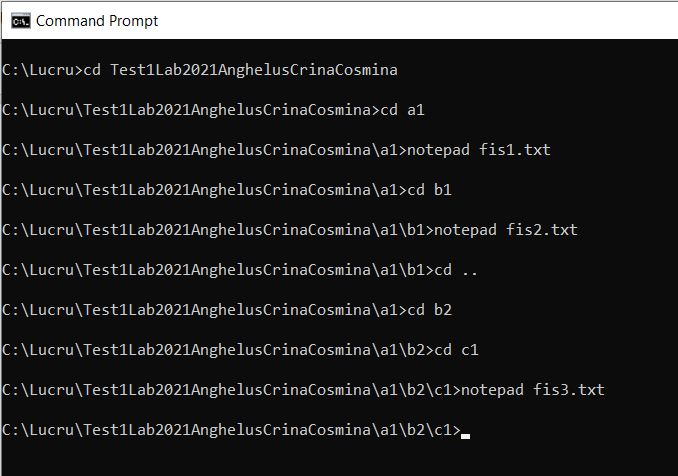 Command Prompt
C:\Lucru>cd Test1Lab2021AnghelusCrinaCosmina
C:\Lucru\Test1Lab2021AnghelusCrinaCosmina>cd a1
C:\Lucru\Test1Lab2021AnghelusCrinaCosmina\a1>notepad fis1.txt
C:\Lucru\Test1Lab2021AnghelusCrinaCosmina\a1>cd b1
C:\Lucru\Test1Lab2021AnghelusCrinaCosmina\a1\b1>notepad fis2.txt
C:\Lucru\Test1Lab2021AnghelusCrinaCosmina\a1\b1>cd ..
C:\Lucru\Test1Lab2021AnghelusCrinaCosmina\a1>cd b2
C:\Lucru\Test1Lab2021AnghelusCrinaCosmina\a1\b2>cd c1
C:\Lucru\Test1Lab2021AnghelusCrinaCosmina\a1\b2\c1>notepad fis3.txt
C:\Lucru\Test1Lab2021AnghelusCrinaCosmina\a1\b2\c1>